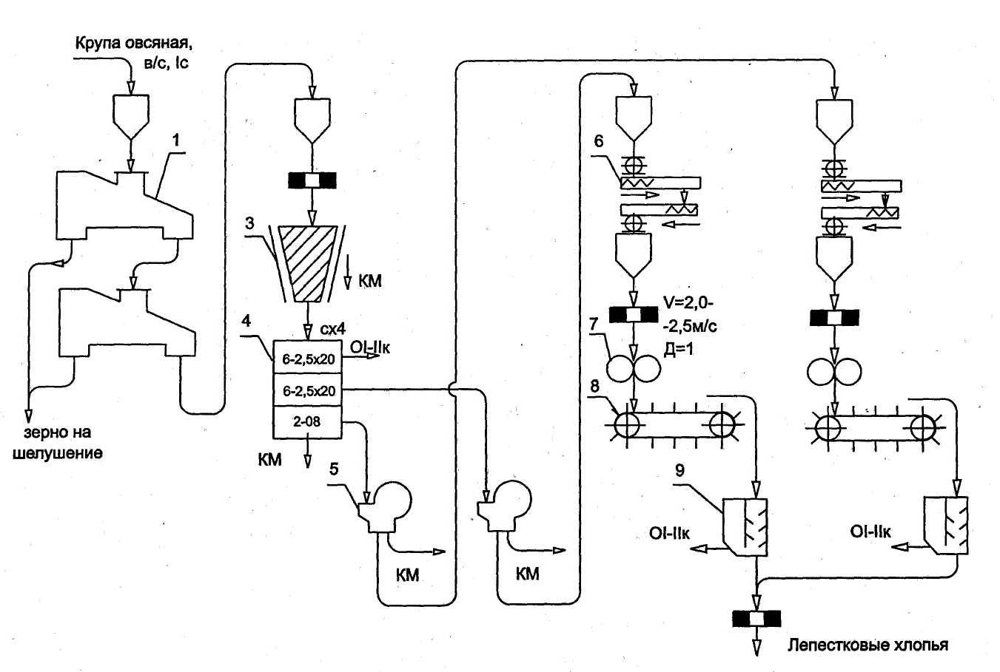 Крупа овсяная,
в/с, Iс
1
зерно на
шелушение
3
КМ
4
сх4
ОI-IIк
6-2,5х20
6-2,5х20
2-08
КМ
5
КМ
КМ
6
V=2,0-
-2,5м/с
Д=1
7
8
9
ОI-IIк
ОI-IIк
Лепестковые хлопья